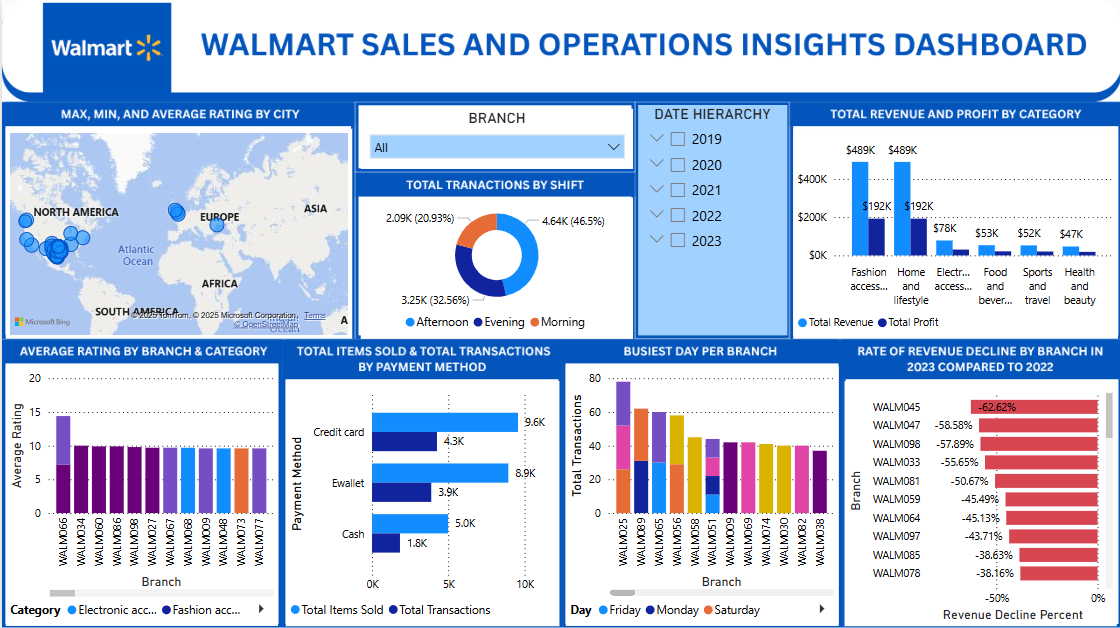 Walmart
WALMART SALES AND OPERATIONS INSIGHTS DASHBOARD
MAX, MIN, AND AVERAGE RATING BY CITY
NORTH AMERICA
EUROPE
ASIA
Atlantic
Ocean
AFRICA
SOUTH AMERICA
© 2025 TomTom, © 2025 Microsoft Corporation, Terms
© OpenStreetMap
Microsoft Bing
BRANCH
All
TOTAL TRANACTIONS BY SHIFT
2.09K (20.93%)
4.64K (46.5%)
3.25K (32.56%)
Afternoon Evening Morning
DATE HIERARCHY
2019
2020
2021
2022
2023
TOTAL REVENUE AND PROFIT BY CATEGORY
$489K $489K
$400K
$192K $192K
$200K
$78K $53K $52K $47K
$0K
Fashion access...
Home and lifestyle
Electr... access...
Food and bever...
Sports and travel
Health and beauty
Total Revenue Total Profit
AVERAGE RATING BY BRANCH & CATEGORY
Average Rating
20
15
10
5
0
WALM066
WALM034
WALM060
WALM086
WALM098
WALM027
WALM067
WALM068
WALM009
WALM048
WALM073
WALM077
Branch
Category Electronic acc... Fashion acc...
TOTAL ITEMS SOLD & TOTAL TRANSACTIONS
BY PAYMENT METHOD
Payment Method
Credit card 9.6K
4.3K
Ewallet 8.9K
3.9K
Cash 5.0K
1.8K
0K 5K 10K
Total Items Sold Total Transactions
BUSIEST DAY PER BRANCH
Total Transactions
80
60
40
20
0
WALM025
WALM089
WALM065
WALM056
WALM058
WALM051
WALM009
WALM069
WALM074
WALM030
WALM082
WALM038
Branch
Day Friday Monday Saturday
RATE OF REVENUE DECLINE BY BRANCH IN
2023 COMPARED TO 2022
Branch
WALM045 -62.62%
WALM047 -58.58%
WALM098 -57.89%
WALM033 -55.65%
WALM081 -50.67%
WALM059 -45.49%
WALM064 -45.13%
WALM097 -43.71%
WALM085 -38.63%
WALM078 -38.16%
-50% 0%
Revenue Decline Percent